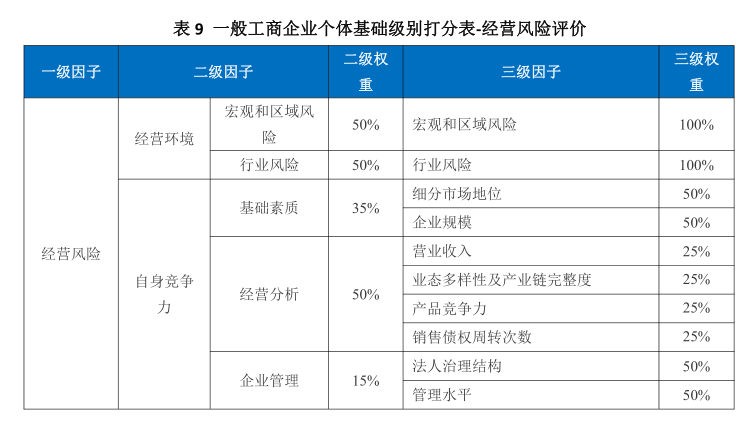 表 9 一般工商企业个体基础级别打分表-经营风险评价
一级因子 二级因子 二级权重 三级因子 三级权重
经营风险 经营环境 宏观和区域风险 50% 宏观和区域风险 100%
行业风险 50% 行业风险 100%
自身竞争力 基础素质 35% 细分市场地位 50%
企业规模 50%
经营分析 50% 营业收入 25%
业态多样性及产业链完整度 25%
产品竞争力 25%
销售债权周转次数 25%
企业管理 15% 法人治理结构 50%
管理水平 50%